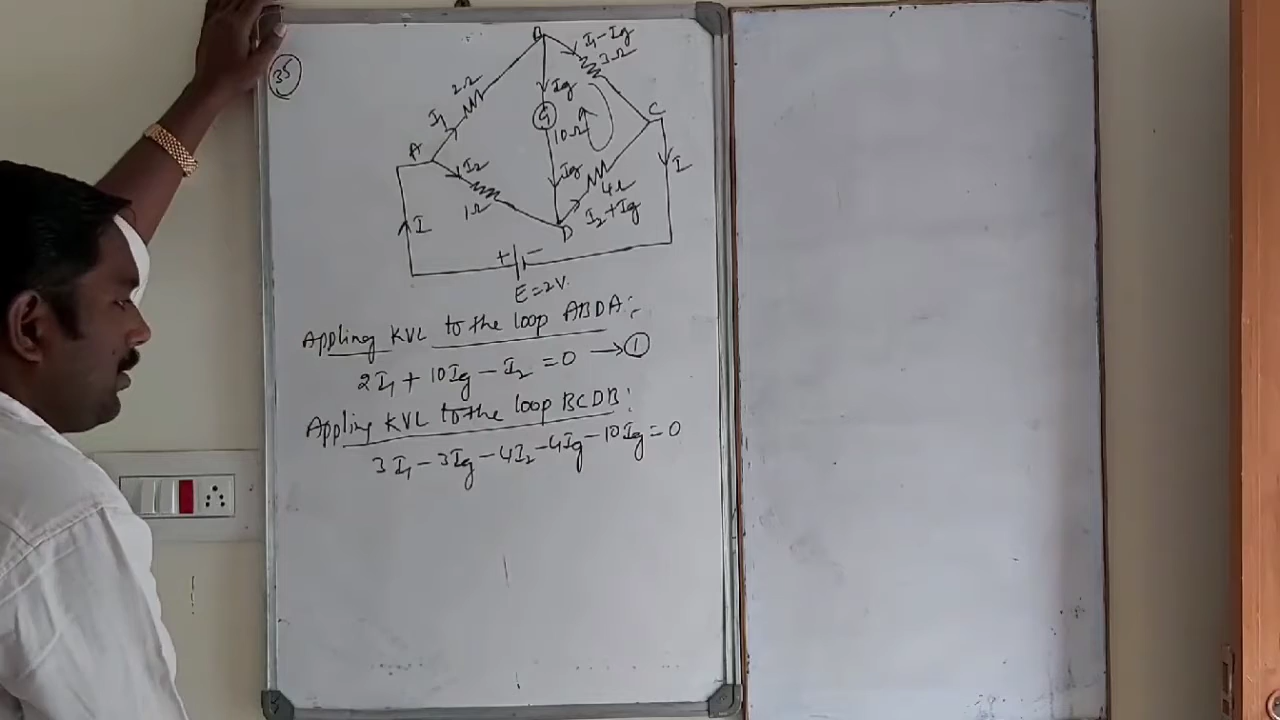 35
B
I₁-Ig
3Ω
2Ω
I₁
Ig
G
10Ω
C
A
I₂
Ig
I
1Ω
4Ω
I₂+Ig
I
D
+ -
E=2V.
Appling KVL to the loop ABDA:-
2I₁ + 10Ig - I₂ = 0 → ①
Appling KVL to the loop BCDB:
3I₁ - 3Ig - 4I₂ - 4Ig - 10Ig = 0